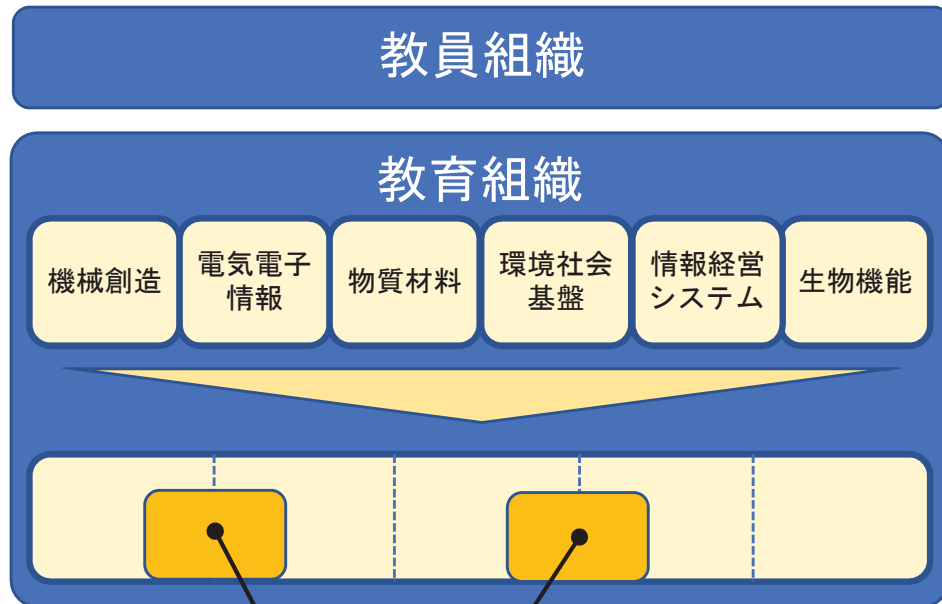 教員組織
教育組織
機械創造
電気電子
情報
物質材料
環境社会
基盤
情報経営
システム
生物機能